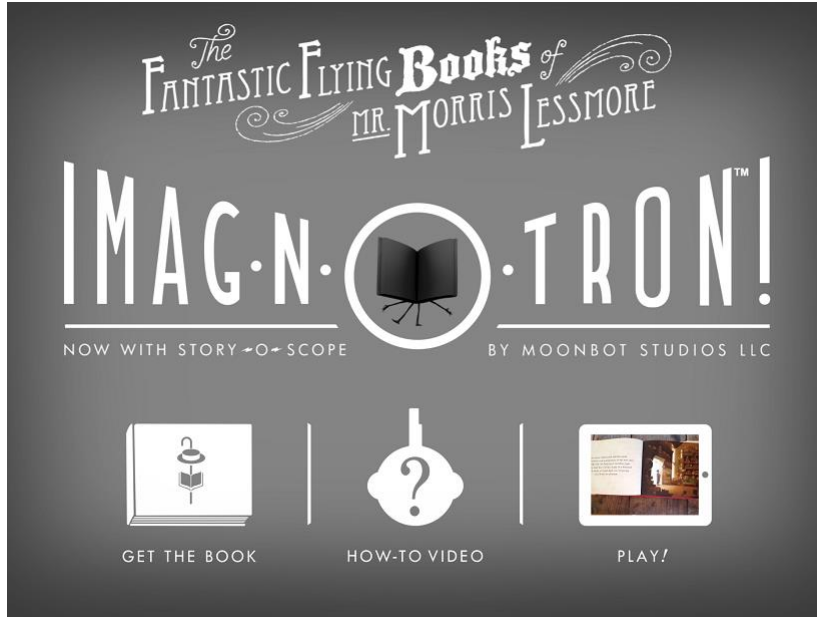 The
Fantastic Flying Books of
Mr. Morris Lessmore
IMAG·N·O·TRON!™
NOW WITH STORY-O-SCOPE
BY MOONBOT STUDIOS LLC
?
GET THE BOOK
HOW-TO VIDEO
PLAY!